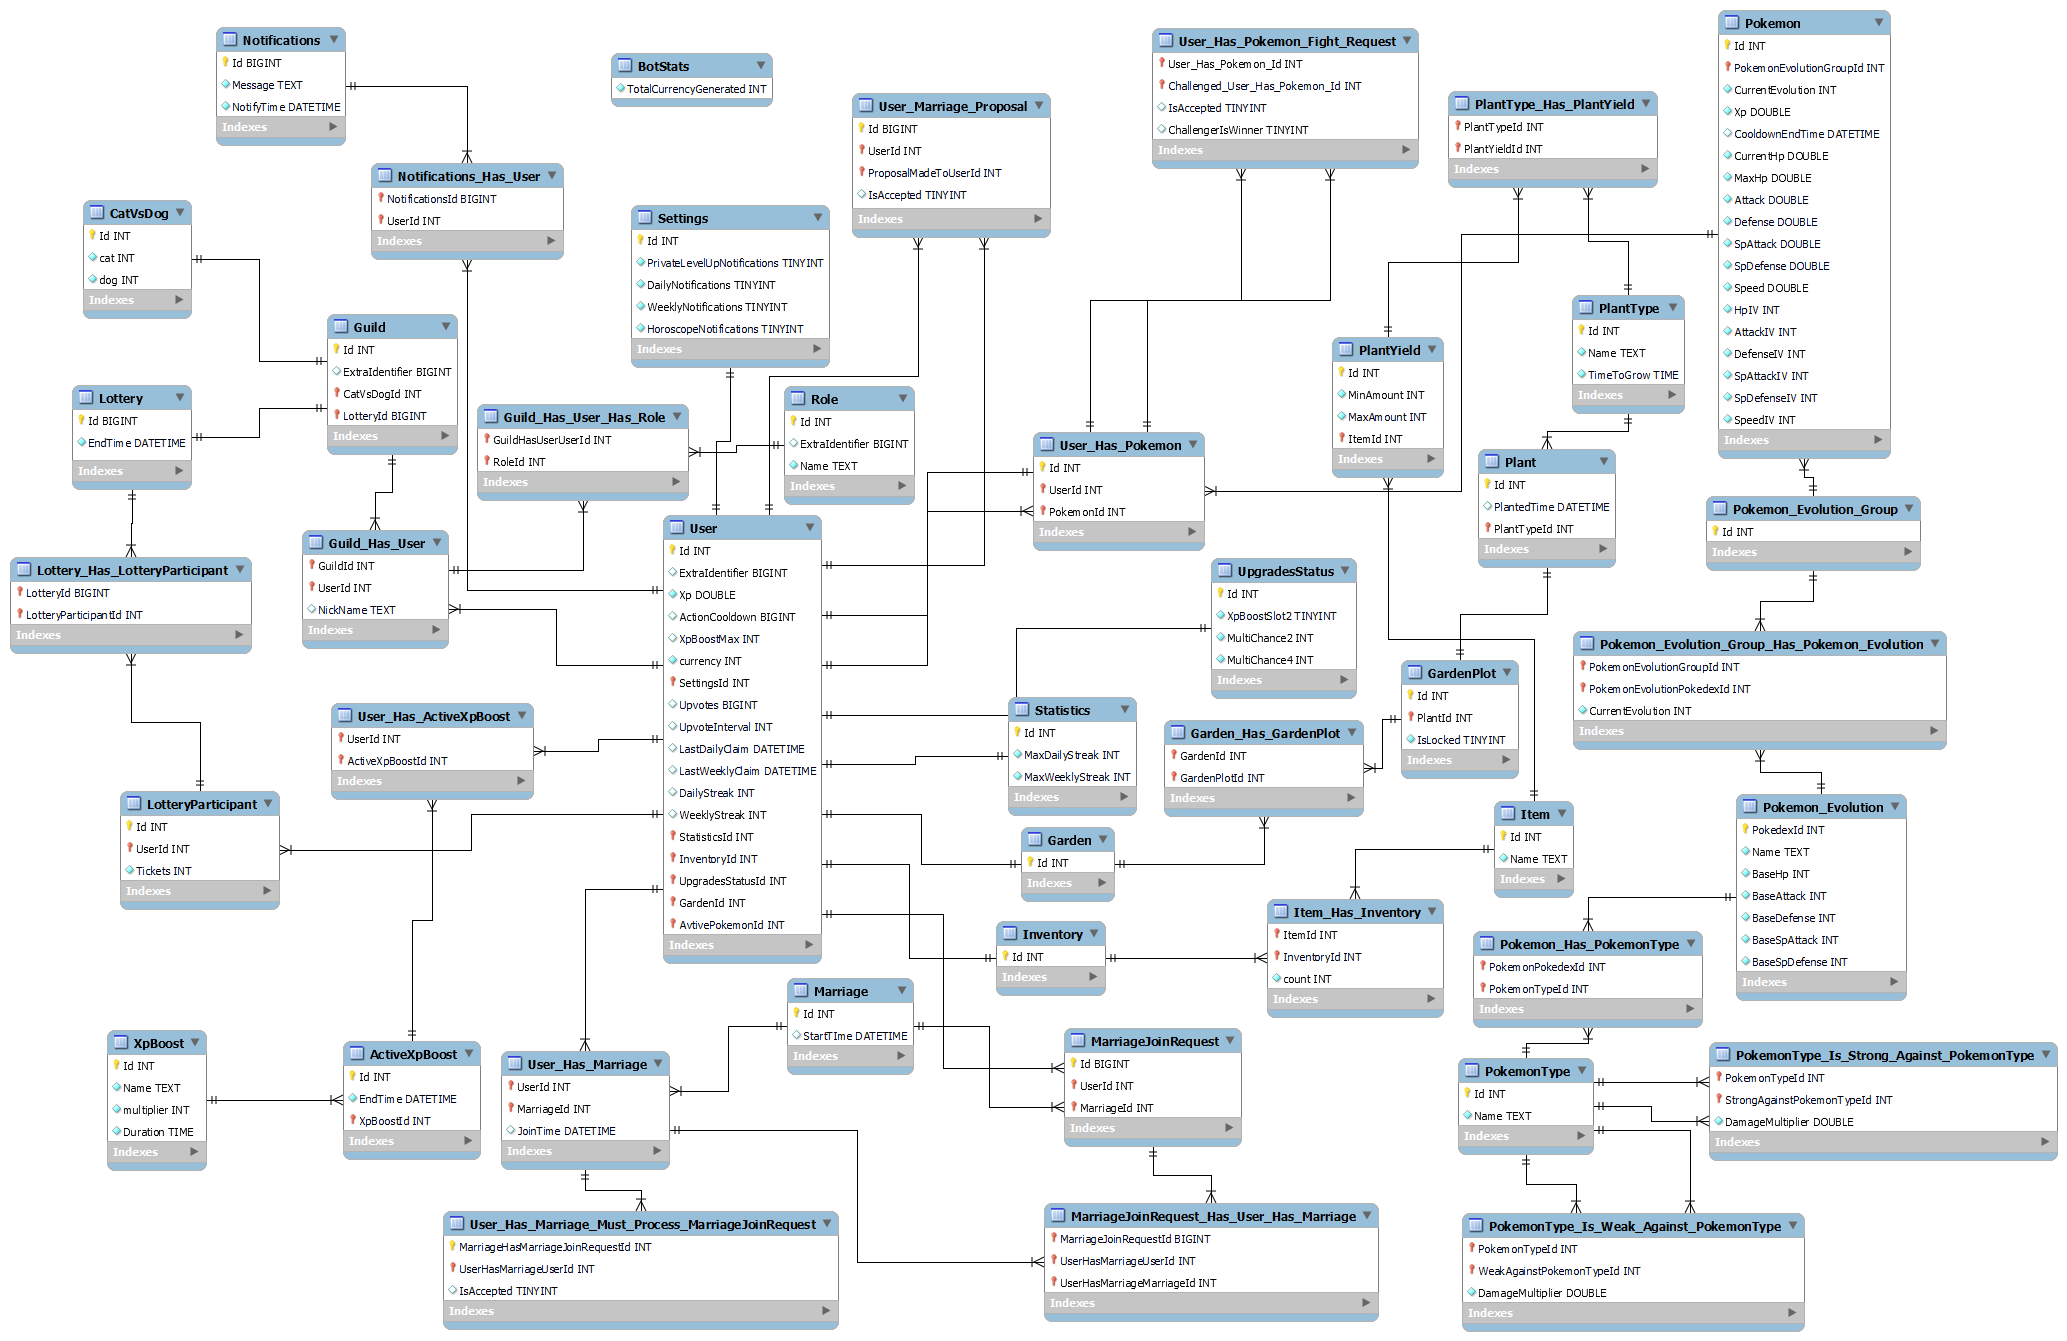 Notifications
Id BIGINT
Message TEXT
NotifyTime DATETIME
Indexes
BotStats
TotalCurrencyGenerated INT
User_Marriage_Proposal
Id BIGINT
UserId INT
ProposalMadeToUserId INT
IsAccepted TINYINT
Indexes
User_Has_Pokemon_Fight_Request
User_Has_Pokemon_Id INT
Challenged_User_Has_Pokemon_Id INT
IsAccepted TINYINT
ChallengerIsWinner TINYINT
Indexes
PlantType_Has_PlantYield
PlantTypeId INT
PlantYieldId INT
Indexes
Pokemon
Id INT
PokemonEvolutionGroupId INT
CurrentEvolution INT
Xp DOUBLE
CooldownEndTime DATETIME
CurrentHp DOUBLE
MaxHp DOUBLE
Attack DOUBLE
Defense DOUBLE
SpAttack DOUBLE
SpDefense DOUBLE
Speed DOUBLE
HpIV INT
AttackIV INT
DefenseIV INT
SpAttackIV INT
SpDefenseIV INT
SpeedIV INT
Indexes
Notifications_Has_User
NotificationsId BIGINT
UserId INT
Indexes
CatVsDog
Id INT
cat INT
dog INT
Indexes
Settings
Id INT
PrivateLevelUpNotifications TINYINT
DailyNotifications TINYINT
WeeklyNotifications TINYINT
HoroscopeNotifications TINYINT
Indexes
Guild
Id INT
ExtraIdentifier BIGINT
CatVsDogId INT
LotteryId BIGINT
Indexes
PlantType
Id INT
Name TEXT
TimeToGrow TIME
Indexes
PlantYield
Id INT
MinAmount INT
MaxAmount INT
ItemId INT
Indexes
Lottery
Id BIGINT
EndTime DATETIME
Indexes
Guild_Has_User_Has_Role
GuildHasUserUserId INT
RoleId INT
Indexes
Role
Id INT
ExtraIdentifier BIGINT
Name TEXT
Indexes
User_Has_Pokemon
Id INT
UserId INT
PokemonId INT
Indexes
Plant
Id INT
PlantedTime DATETIME
PlantTypeId INT
Indexes
Pokemon_Evolution_Group
Id INT
Indexes
Guild_Has_User
GuildId INT
UserId INT
NickName TEXT
Indexes
User
Id INT
ExtraIdentifier BIGINT
Xp DOUBLE
ActionCooldown BIGINT
XpBoostMax INT
currency INT
SettingsId INT
Upvotes BIGINT
UpvoteInterval INT
LastDailyClaim DATETIME
LastWeeklyClaim DATETIME
DailyStreak INT
WeeklyStreak INT
StatisticsId INT
InventoryId INT
UpgradesStatusId INT
GardenId INT
AvtivePokemonId INT
Indexes
Lottery_Has_LotteryParticipant
LotteryId BIGINT
LotteryParticipantId INT
Indexes
UpgradesStatus
Id INT
XpBoostSlot2 TINYINT
MultiChance2 INT
MultiChance4 INT
Indexes
Pokemon_Evolution_Group_Has_Pokemon_Evolution
PokemonEvolutionGroupId INT
PokemonEvolutionPokedexId INT
CurrentEvolution INT
Indexes
GardenPlot
Id INT
PlantId INT
IsLocked TINYINT
Indexes
User_Has_ActiveXpBoost
UserId INT
ActiveXpBoostId INT
Indexes
Statistics
Id INT
MaxDailyStreak INT
MaxWeeklyStreak INT
Indexes
Garden_Has_GardenPlot
GardenId INT
GardenPlotId INT
Indexes
LotteryParticipant
Id INT
UserId INT
Tickets INT
Indexes
Garden
Id INT
Indexes
Item
Id INT
Name TEXT
Indexes
Pokemon_Evolution
PokedexId INT
Name TEXT
BaseHp INT
BaseAttack INT
BaseDefense INT
BaseSpAttack INT
BaseSpDefense INT
Indexes
Inventory
Id INT
Indexes
Item_Has_Inventory
ItemId INT
InventoryId INT
count INT
Indexes
Pokemon_Has_PokemonType
PokemonPokedexId INT
PokemonTypeId INT
Indexes
Marriage
Id INT
StartTIme DATETIME
Indexes
XpBoost
Id INT
Name TEXT
multiplier INT
Duration TIME
Indexes
ActiveXpBoost
Id INT
EndTime DATETIME
XpBoostId INT
Indexes
User_Has_Marriage
UserId INT
MarriageId INT
JoinTime DATETIME
Indexes
MarriageJoinRequest
Id BIGINT
UserId INT
MarriageId INT
Indexes
PokemonType
Id INT
Name TEXT
Indexes
PokemonType_Is_Strong_Against_PokemonType
PokemonTypeId INT
StrongAgainstPokemonTypeId INT
DamageMultiplier DOUBLE
Indexes
User_Has_Marriage_Must_Process_MarriageJoinRequest
MarriageHasMarriageJoinRequestId INT
UserHasMarriageUserId INT
IsAccepted TINYINT
Indexes
MarriageJoinRequest_Has_User_Has_Marriage
MarriageJoinRequestId BIGINT
UserHasMarriageUserId INT
UserHasMarriageMarriageId INT
Indexes
PokemonType_Is_Weak_Against_PokemonType
PokemonTypeId INT
WeakAgainstPokemonTypeId INT
DamageMultiplier DOUBLE
Indexes